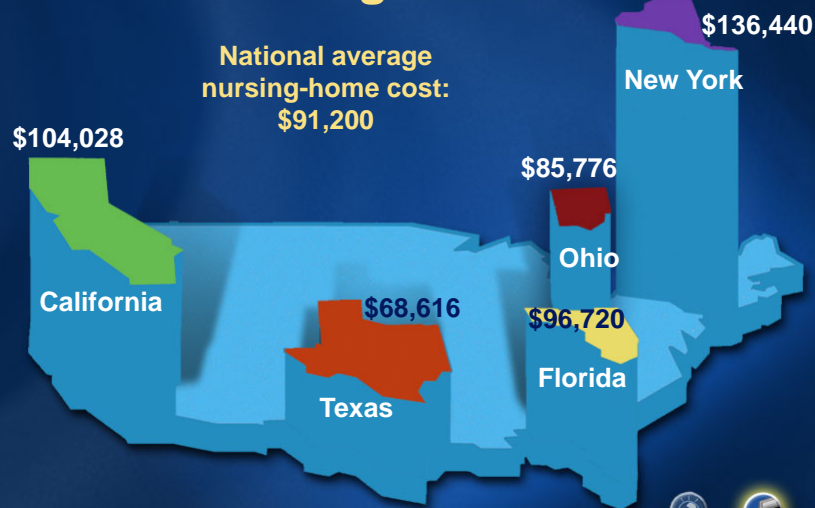 National average
nursing-home cost:
$91,200
$136,440
New York
$104,028
California
$85,776
Ohio
$68,616
Texas
$96,720
Florida